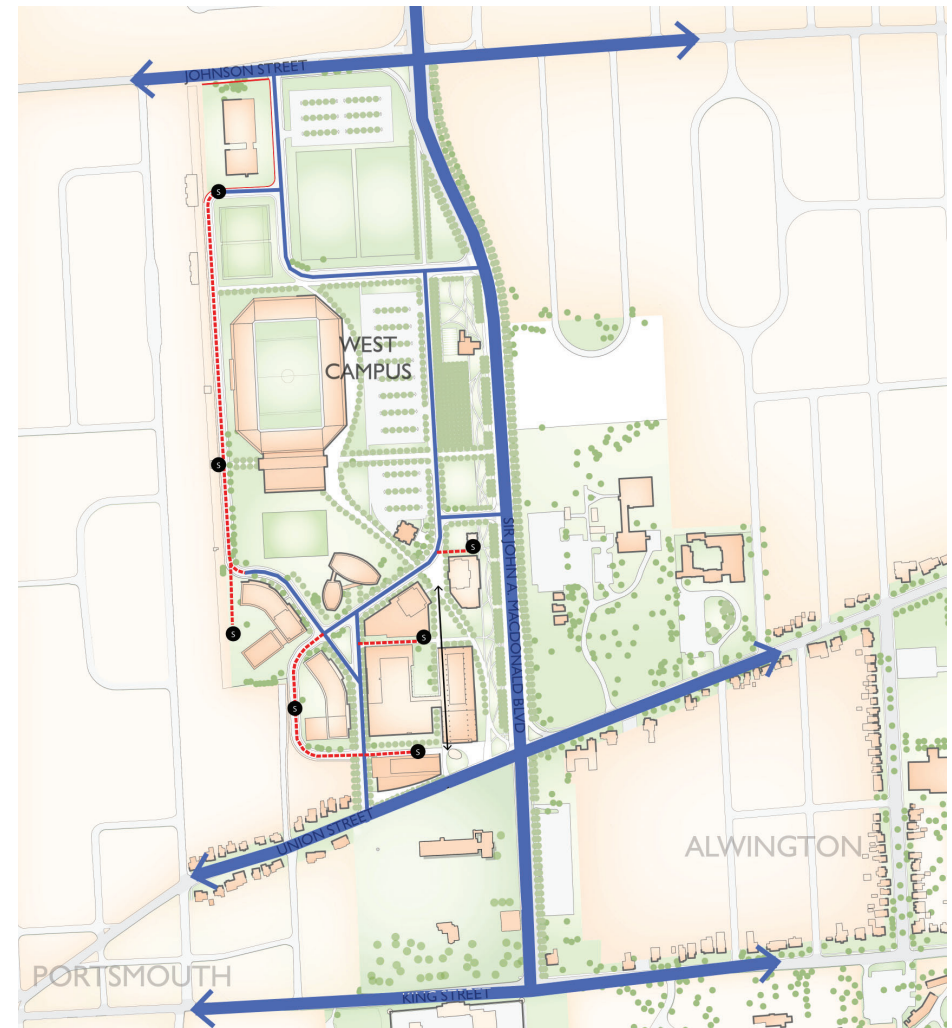 JOHNSON STREET
S
WEST
CAMPUS
S
SIR JOHN A. MACDONALD BLVD
S
S
S
S
S
UNION STREET
ALWINGTON
PORTSMOUTH
KING STREET